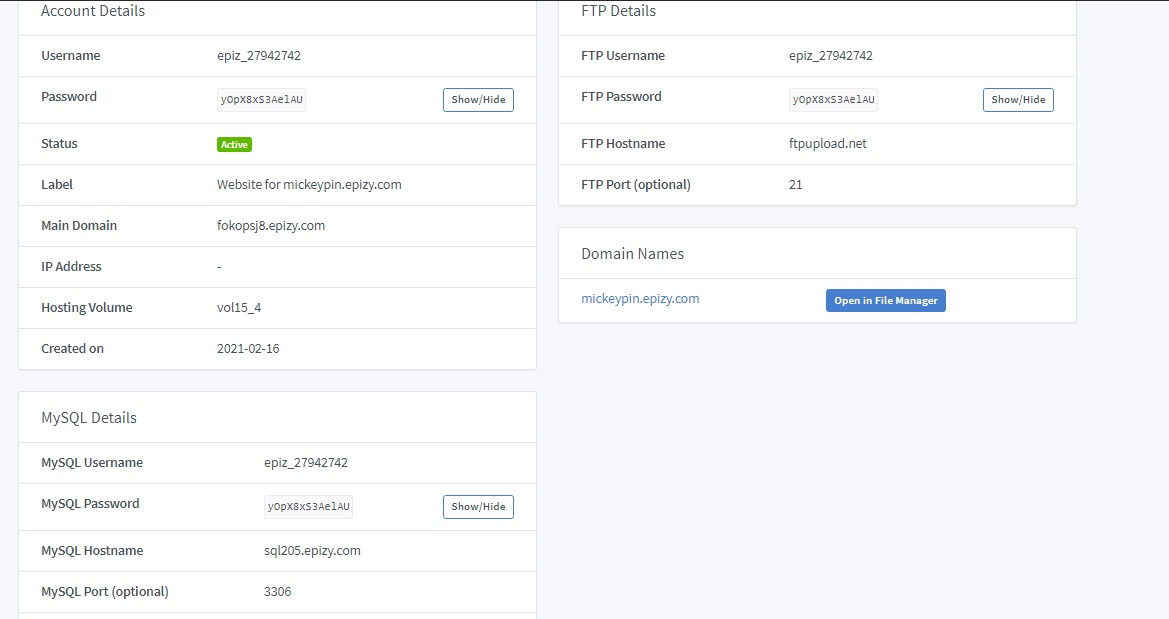 Account Details
Username epiz_27942742
Password yOpX8xS3AelAU Show/Hide
Status Active
Label Website for mickeypin.epizy.com
Main Domain fokopsj8.epizy.com
IP Address -
Hosting Volume vol15_4
Created on 2021-02-16
MySQL Details
MySQL Username epiz_27942742
MySQL Password yOpX8xS3AelAU Show/Hide
MySQL Hostname sql205.epizy.com
MySQL Port (optional) 3306
FTP Details
FTP Username epiz_27942742
FTP Password yOpX8xS3AelAU Show/Hide
FTP Hostname ftpupload.net
FTP Port (optional) 21
Domain Names
mickeypin.epizy.com Open in File Manager